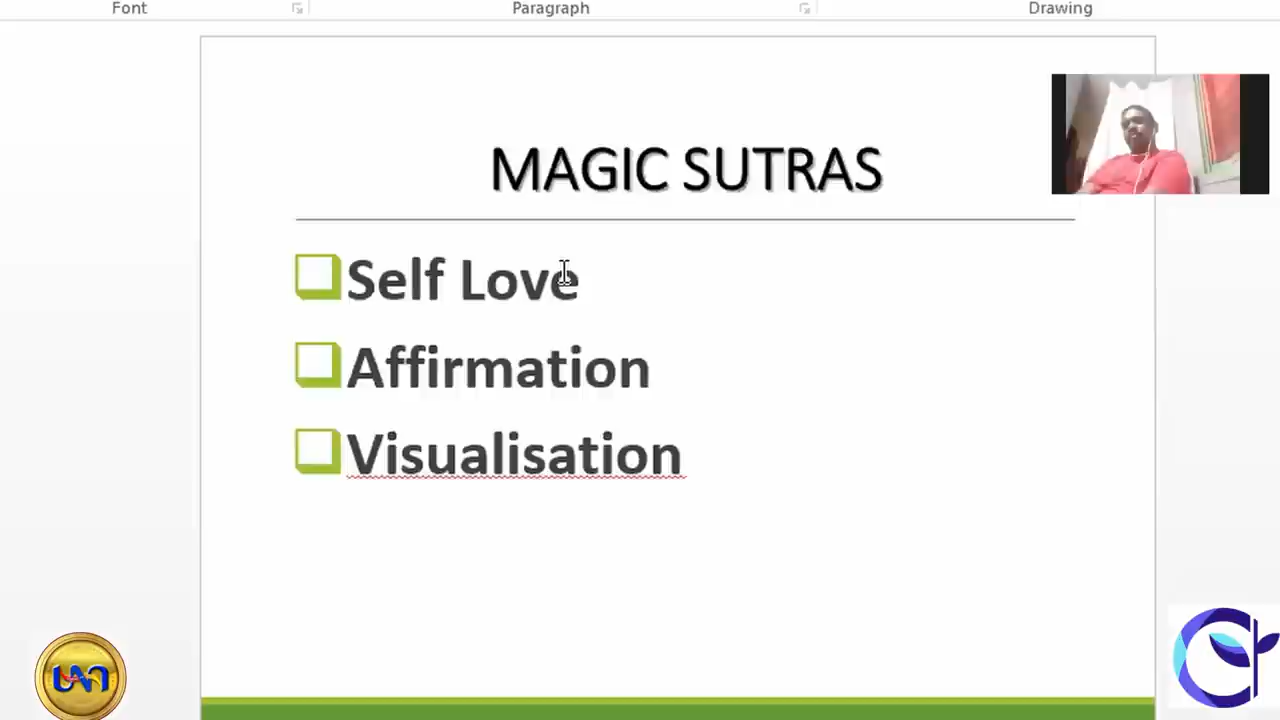 Font Paragraph Drawing
MAGIC SUTRAS
Self Love
Affirmation
Visualisation